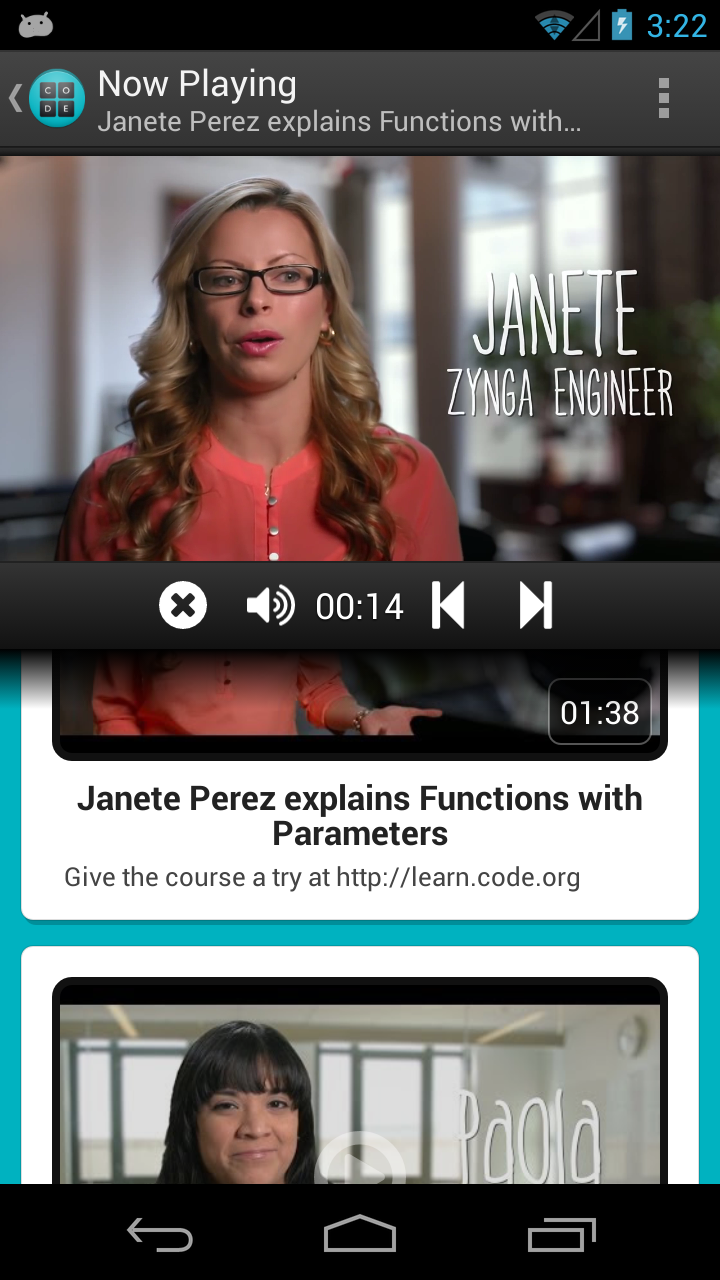 3:22
CODE
Now Playing
Janete Perez explains Functions with...
JANETE
ZYNGA ENGINEER
00:14
01:38
Janete Perez explains Functions with
Parameters
Give the course a try at http://learn.code.org
Paola